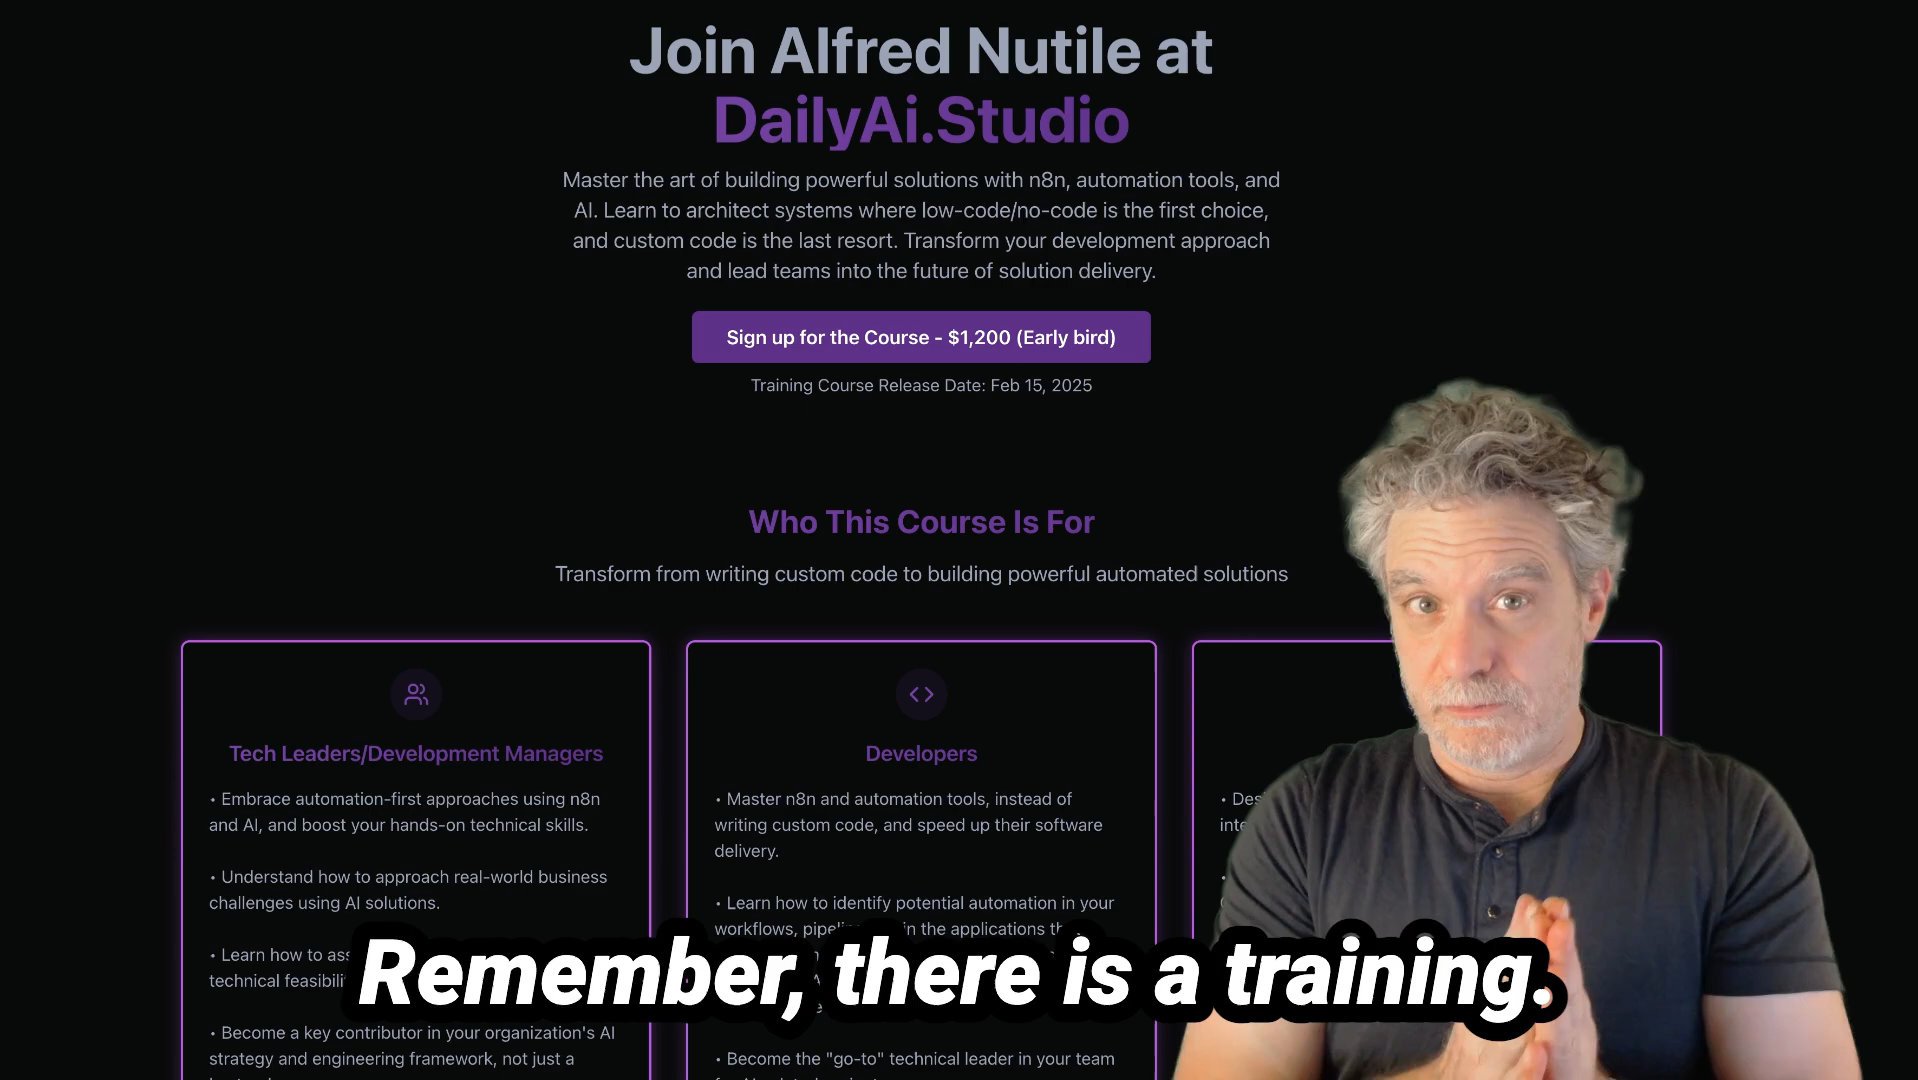 Join Alfred Nutile at
DailyAi.Studio
Master the art of building powerful solutions with n8n, automation tools, and
AI. Learn to architect systems where low-code/no-code is the first choice,
and custom code is the last resort. Transform your development approach
and lead teams into the future of solution delivery.
Sign up for the Course - $1,200 (Early bird)
Training Course Release Date: Feb 15, 2025
Who This Course Is For
Transform from writing custom code to building powerful automated solutions
Tech Leaders/Development Managers
• Embrace automation-first approaches using n8n
and AI, and boost your hands-on technical skills.
• Understand how to approach real-world business
challenges using AI solutions.
• Learn how to
technical
• Become a key contributor in your organization's AI
strategy and engineering framework, not just a
Developers
• Master n8n and automation tools, instead of
writing custom code, and speed up their software
delivery.
• Learn how to identify potential automation in your
workflows, in the applications
• Become the "go-to" technical leader in your team
Remember, there is a training.